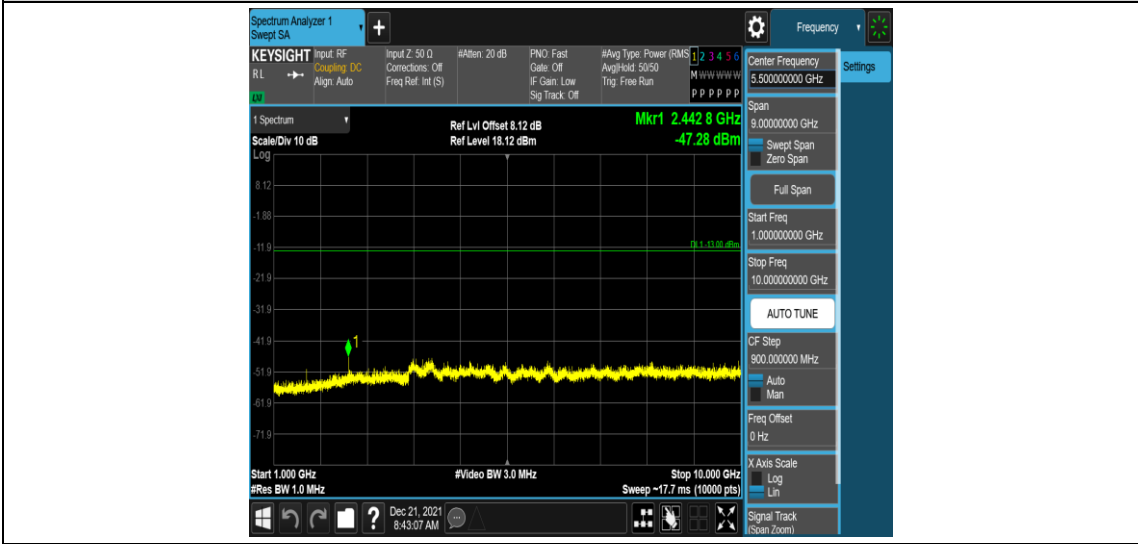 Spectrum Analyzer 1
Swept SA
+
Frequency
KEYSIGHT
RL
LXI
Input: RF
Coupling: DC
Align: Auto
Input Z: 50 Ω
Corrections: Off
Freq Ref: Int (S)
#Atten: 20 dB
PNO: Fast
Gate: Off
IF Gain: Low
Sig Track: Off
#Avg Type: Power (RMS
Avg|Hold: 50/50
Trig: Free Run
1 2 3 4 5 6
M W W W W W
P P P P P P
1 Spectrum
Scale/Div 10 dB
Ref Lvl Offset 8.12 dB
Ref Level 18.12 dBm
Mkr1 2.442 8 GHz
-47.28 dBm
Log
8.12
-1.88
-11.9
DL1 -13.00 dBm
-21.9
-31.9
-41.9
1
-51.9
-61.9
-71.9
Start 1.000 GHz
#Res BW 1.0 MHz
#Video BW 3.0 MHz
Stop 10.000 GHz
Sweep ~17.7 ms (10000 pts)
?
Dec 21, 2021
8:43:07 AM
Center Frequency
5.500000000 GHz
Settings
Span
9.00000000 GHz
Swept Span
Zero Span
Full Span
Start Freq
1.000000000 GHz
Stop Freq
10.000000000 GHz
AUTO TUNE
CF Step
900.000000 MHz
Auto
Man
Freq Offset
0 Hz
X Axis Scale
Log
Lin
Signal Track
(Span Zoom)